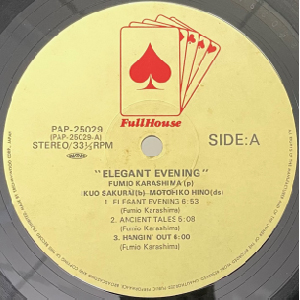 FullHouse
PAP-25029
(PAP-25029-A)
STEREO/33⅓RPM
SIDE:A
"ELEGANT EVENING"
FUMIO KARASHIMA(p)
KUO SAKURAI(b) MOTOHIKO HINO(ds)
1. ELEGANT EVENING 6:53
(Fumio Karashima)
2. ANCIENT TALES 5:08
(Fumio Karashima)
3. HANGIN' OUT 6:00
(Fumio Karashima)